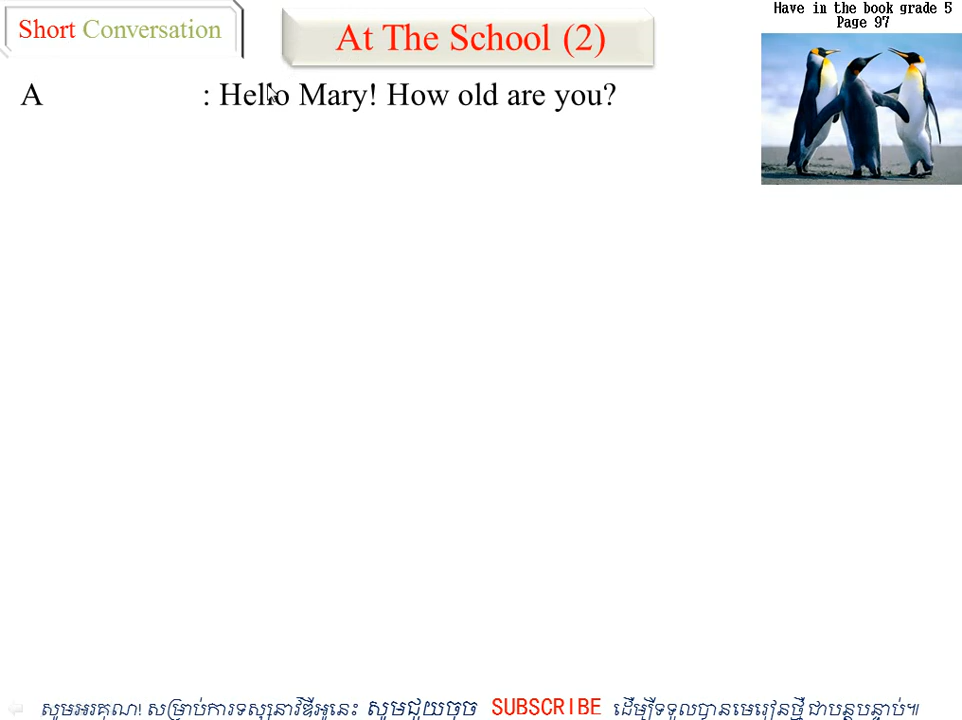 Short Conversation
At The School (2)
Have in the book grade 5
Page 97
A : Hello Mary! How old are you?
សូមអរគុណ! សម្រាប់ការទស្សនាវិឌីអូនេះ សូមជួយចុច SUBSCRIBE ដើម្បីទទួលបានមេរៀនថ្មីជាបន្តបន្ទាប់៕